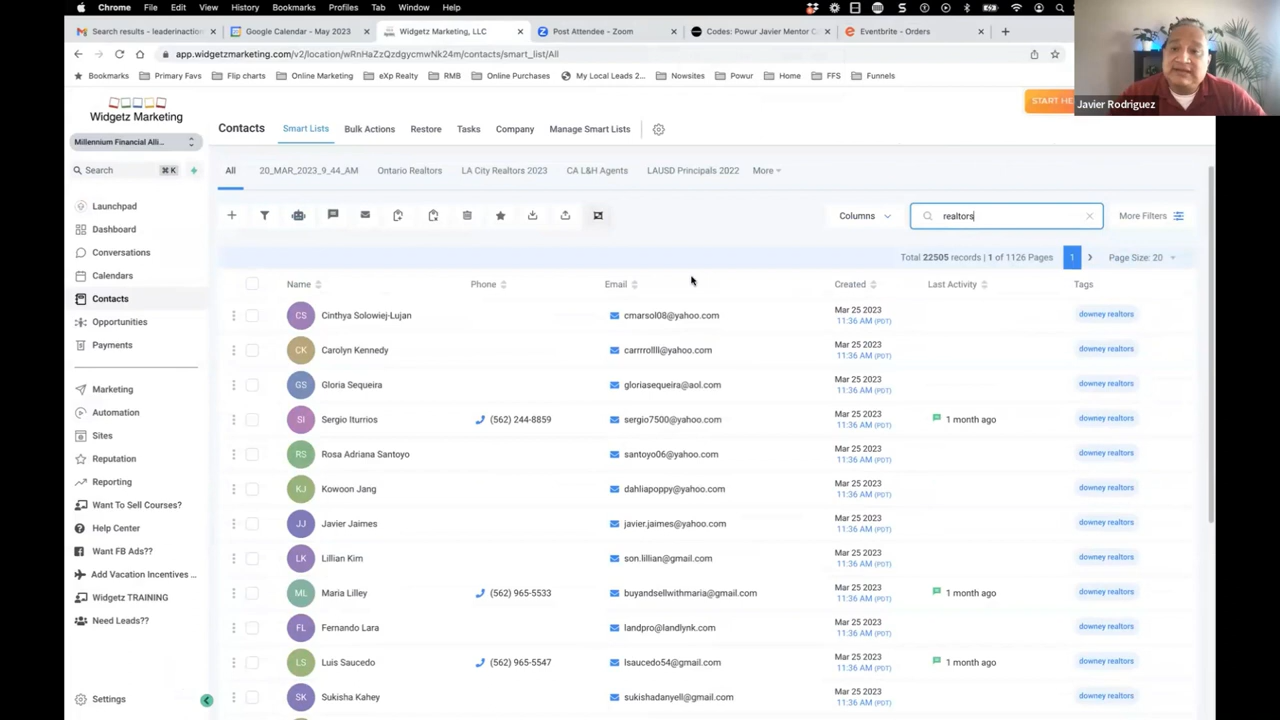 Chrome File Edit View History Bookmarks Profiles Tab Window Help
Search results - leaderinactio
Google Calendar - May 2023
Widgetz Marketing, LLC
Post Attendee - Zoom
Codes: Powur Javier Mentor C
Eventbrite - Orders
app.widgetzmarketing.com/v2/location/wRnHaZzQzdgycmwNk24m/contacts/smart_list/All
Bookmarks Primary Favs Flip charts Online Marketing eXp Realty RMB Online Purchases My Local Leads 2... Nowsites Powur Home FFS Funnels
Javier Rodriguez
Widgetz Marketing
Millennium Financial Alli...
Search ⌘K
Launchpad
Dashboard
Conversations
Calendars
Contacts
Opportunities
Payments
Marketing
Automation
Sites
Reputation
Reporting
Want To Sell Courses?
Help Center
Want FB Ads??
Add Vacation Incentives ...
Widgetz TRAINING
Need Leads??
Settings
Contacts Smart Lists Bulk Actions Restore Tasks Company Manage Smart Lists
START HE
All 20_MAR_2023_9_44_AM Ontario Realtors LA City Realtors 2023 CA L&H Agents LAUSD Principals 2022 More
Columns realtors More Filters
Total 22505 records | 1 of 1126 Pages 1 Page Size: 20
Name Phone Email Created Last Activity Tags
CS Cinthya Solowiej-Lujan cmarsol08@yahoo.com Mar 25 2023 downey realtors
11:36 AM (PDT)
CK Carolyn Kennedy carrrrollll@yahoo.com Mar 25 2023 downey realtors
11:36 AM (PDT)
GS Gloria Sequeira gloriasequeira@aol.com Mar 25 2023 downey realtors
11:36 AM (PDT)
SI Sergio Iturrios (562) 244-8859 sergio7500@yahoo.com Mar 25 2023 1 month ago downey realtors
11:36 AM (PDT)
RS Rosa Adriana Santoyo santoyo06@yahoo.com Mar 25 2023 downey realtors
11:36 AM (PDT)
KJ Kowoon Jang dahliapoppy@yahoo.com Mar 25 2023 downey realtors
11:36 AM (PDT)
JJ Javier Jaimes javier.jaimes@yahoo.com Mar 25 2023 downey realtors
11:36 AM (PDT)
LK Lillian Kim son.lillian@gmail.com Mar 25 2023 downey realtors
11:36 AM (PDT)
ML Maria Lilley (562) 965-5533 buyandsellwithmaria@gmail.com Mar 25 2023 1 month ago downey realtors
11:36 AM (PDT)
FL Fernando Lara landpro@landlynk.com Mar 25 2023 downey realtors
11:36 AM (PDT)
LS Luis Saucedo (562) 965-5547 lsaucedo54@gmail.com Mar 25 2023 1 month ago downey realtors
11:36 AM (PDT)
SK Sukisha Kahey sukishadanyell@gmail.com Mar 25 2023 downey realtors
11:36 AM (PDT)